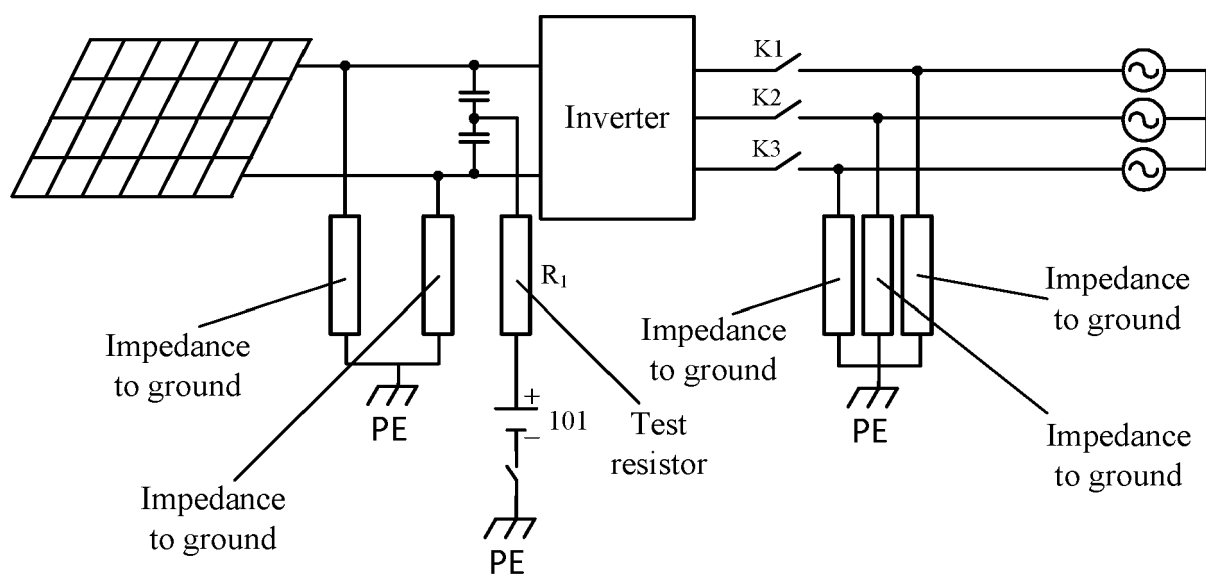 K1
K2
Inverter
K3
R1
Impedance
to ground
Impedance
to ground
Impedance
to ground
+
101
−
PE
Test
resistor
PE
Impedance
to ground
Impedance
to ground
PE